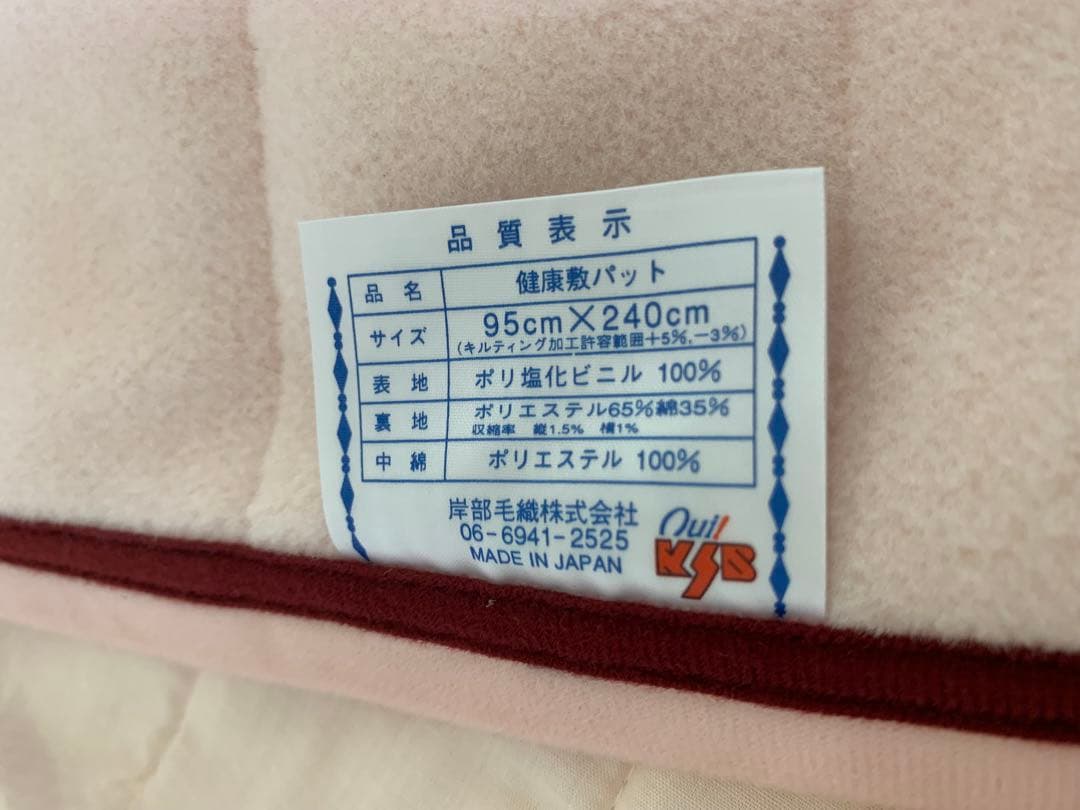 品質表示
品名 健康敷パット
サイズ 95cm×240cm
(キルティング加工許容範囲+5%,-3%)
表地 ポリ塩化ビニル 100%
裏地 ポリエステル65%綿35%
収縮率 縦1.5% 横1%
中綿 ポリエステル 100%
岸部毛織株式会社
06-6941-2525
MADE IN JAPAN
Quil
KSB